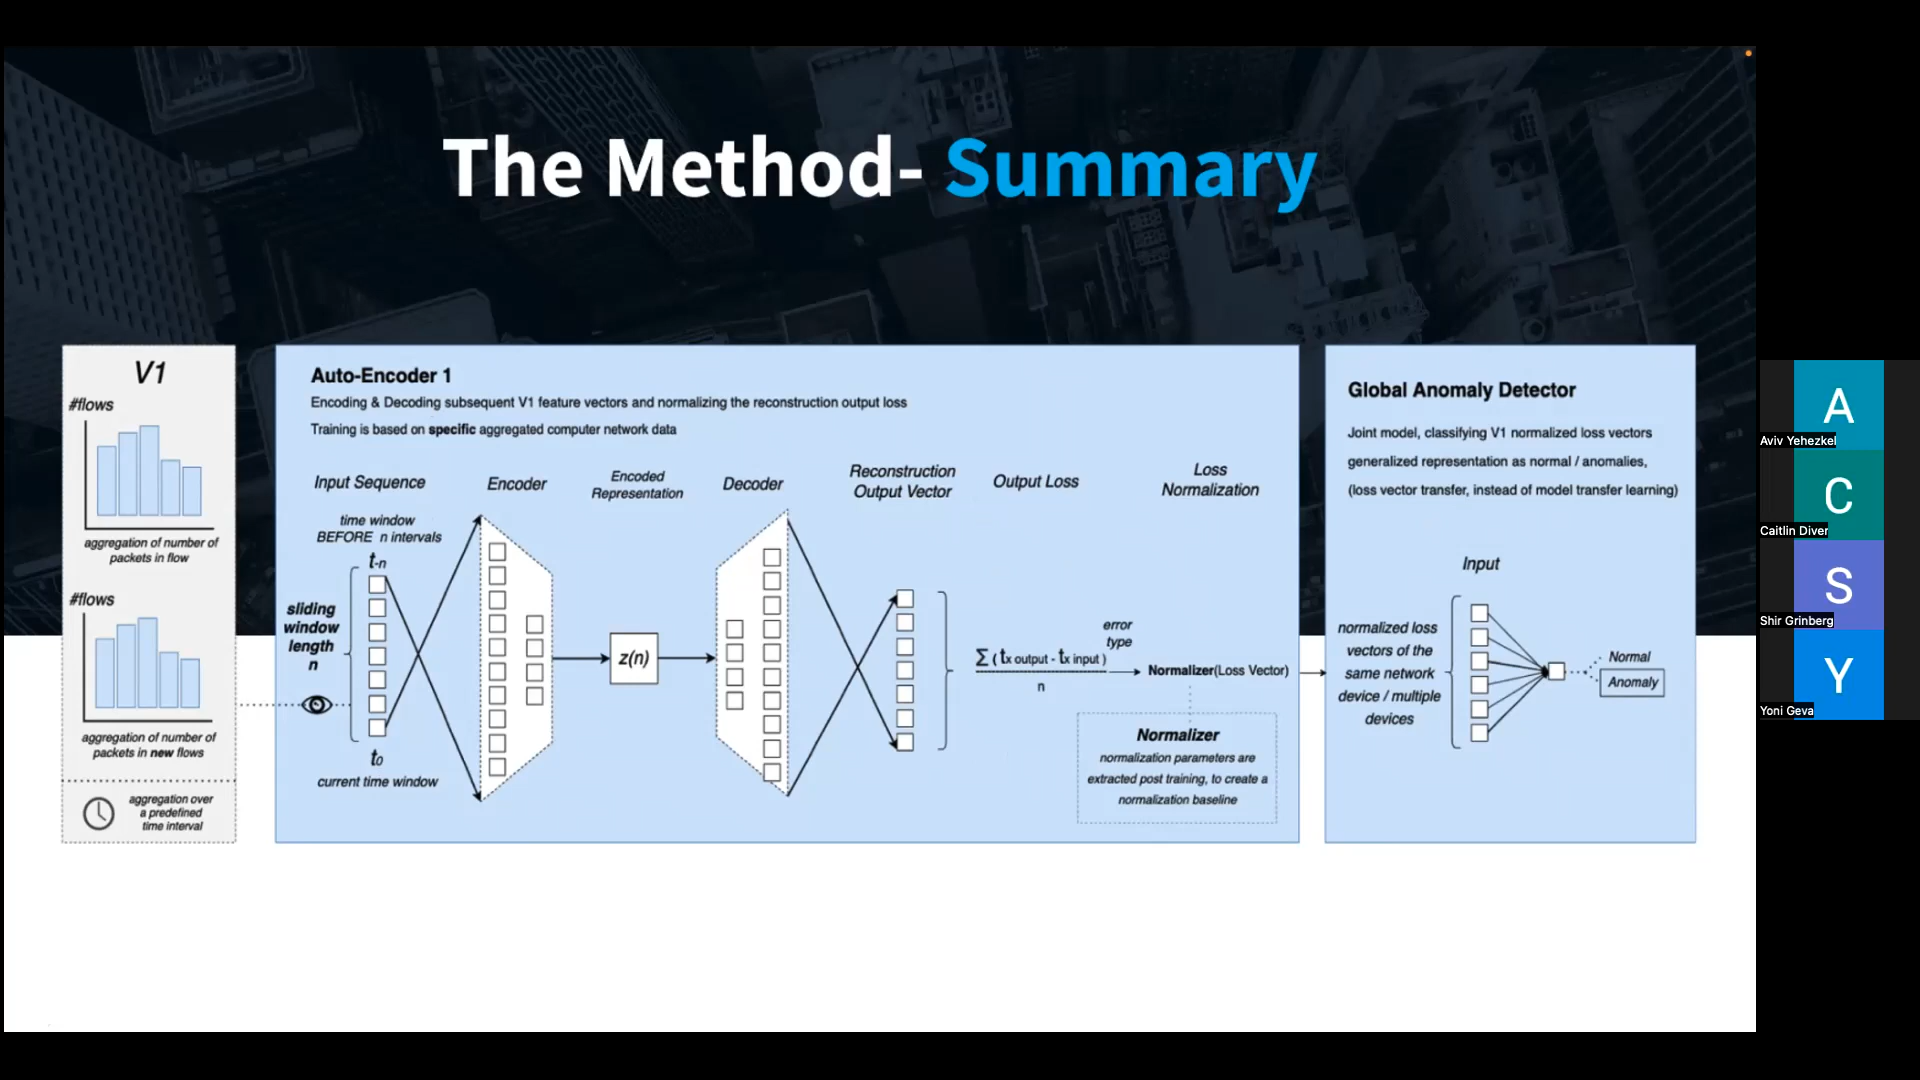 The Method- Summary
V1
#flows
aggregation of number of
packets in flow
#flows
aggregation of number of
packets in new flows
aggregation over
a predefined
time interval
Auto-Encoder 1
Encoding & Decoding subsequent V1 feature vectors and normalizing the reconstruction output loss
Training is based on specific aggregated computer network data
Input Sequence
Encoder
Encoded
Representation
Decoder
Reconstruction
Output Vector
Output Loss
Loss
Normalization
time window
BEFORE n intervals
t-n
sliding
window
length
n
t0
current time window
z(n)
∑ ( tx output - tx input )
n
error
type
Normalizer(Loss Vector)
Normalizer
normalization parameters are
extracted post training, to create a
normalization baseline
Global Anomaly Detector
Joint model, classifying V1 normalized loss vectors
generalized representation as normal / anomalies,
(loss vector transfer, instead of model transfer learning)
Input
normalized loss
vectors of the
same network
device / multiple
devices
Normal
Anomaly
A
Aviv Yehezkel
C
Caitlin Diver
S
Shir Grinberg
Y
Yoni Geva